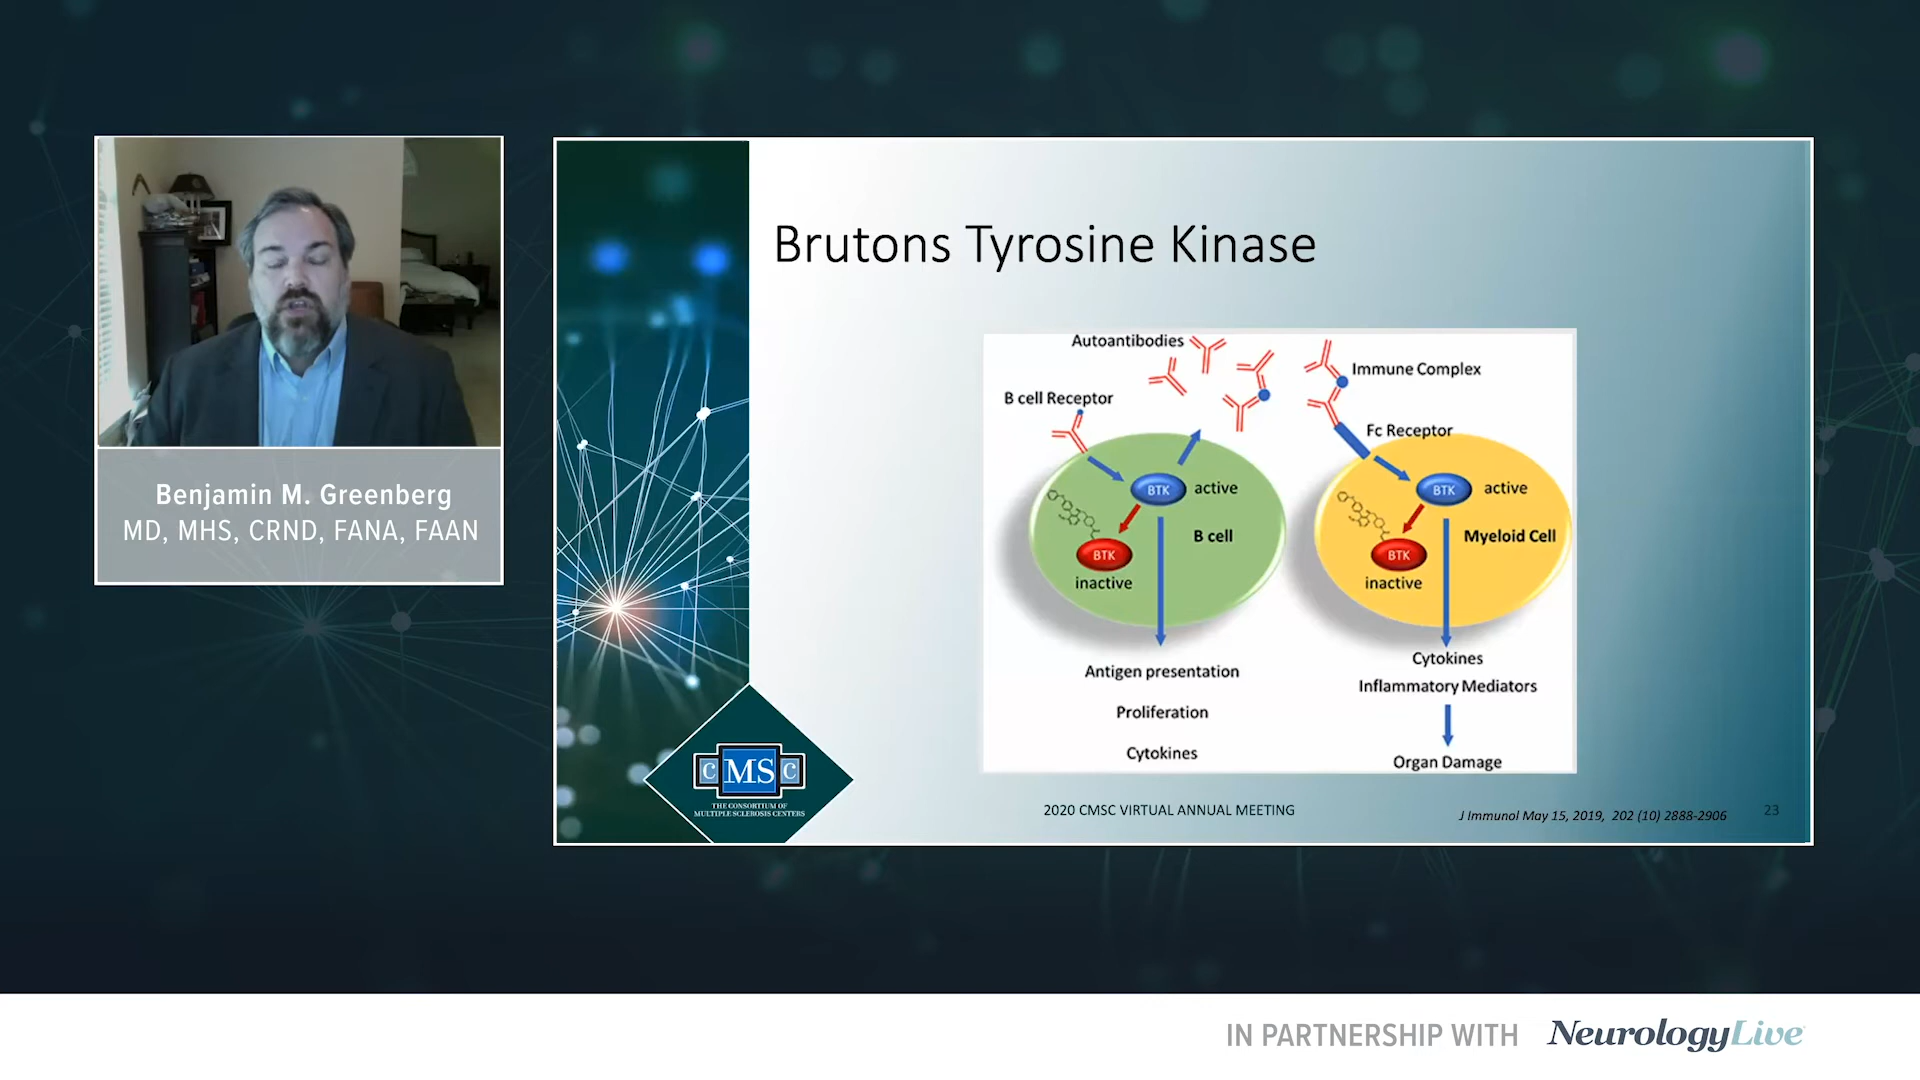 Benjamin M. Greenberg
MD, MHS, CRND, FANA, FAAN
Brutons Tyrosine Kinase
Autoantibodies
Immune Complex
B cell Receptor
Fc Receptor
BTK
active
BTK
active
B cell
Myeloid Cell
BTK
BTK
inactive
inactive
Antigen presentation
Proliferation
Cytokines
Cytokines
Inflammatory Mediators
Organ Damage
CMSC
THE CONSORTIUM OF
MULTIPLE SCLEROSIS CENTERS
2020 CMSC VIRTUAL ANNUAL MEETING
J Immunol May 15, 2019, 202 (10) 2888-2906
23
IN PARTNERSHIP WITH NeurologyLive